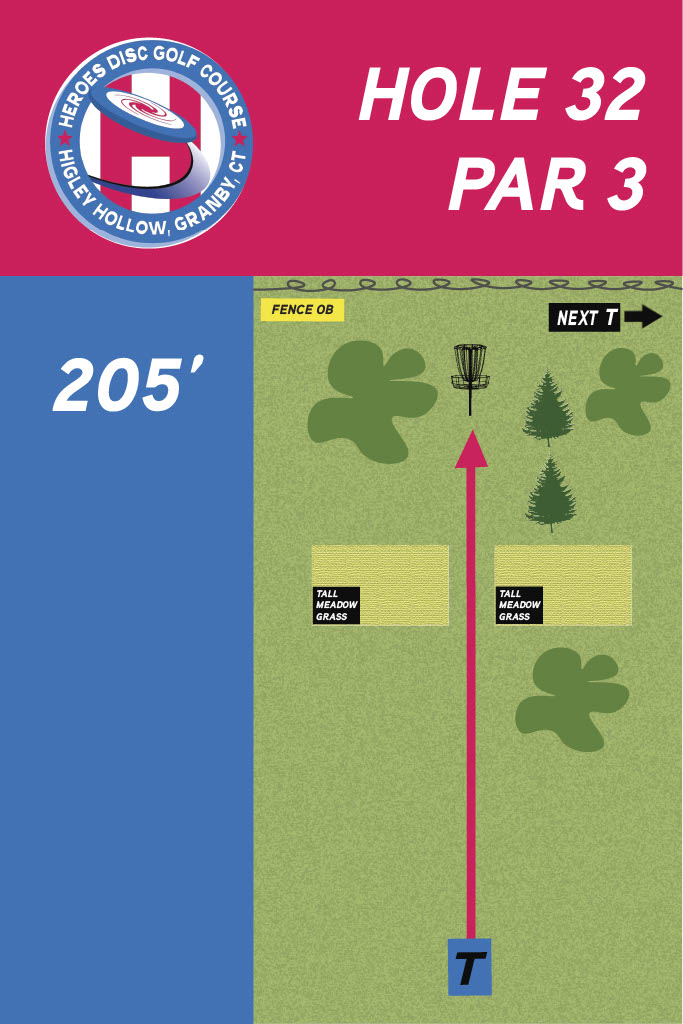 HEROES DISC GOLF COURSE
HIGLEY HOLLOW, GRANBY, CT
HOLE 32
PAR 3
205'
FENCE OB
NEXT T
TALL
MEADOW
GRASS
TALL
MEADOW
GRASS
T